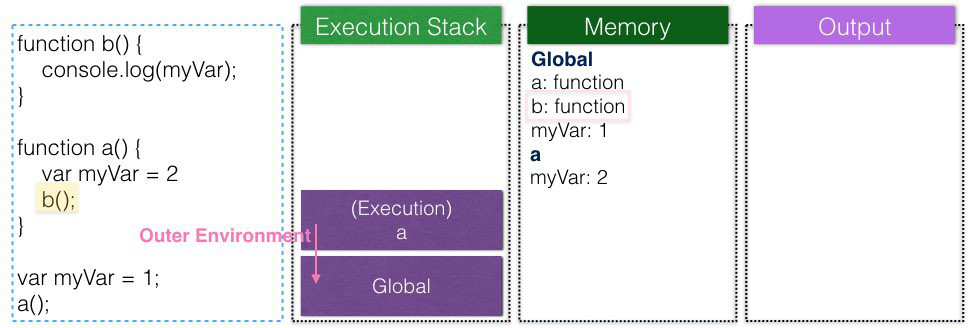 function b() {
console.log(myVar);
}
function a() {
var myVar = 2
b();
}
var myVar = 1;
a();
Outer Environment
Execution Stack
(Execution)
a
Global
Memory
Global
a: function
b: function
myVar: 1
a
myVar: 2
Output